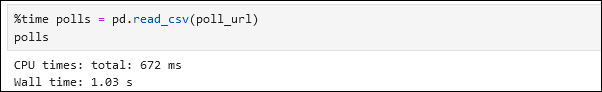 %time polls = pd.read_csv(poll_url)
polls
CPU times: total: 672 ms
Wall time: 1.03 s